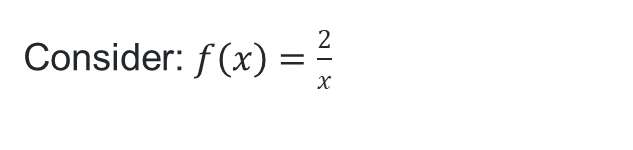 Consider: f(x) = 2/x